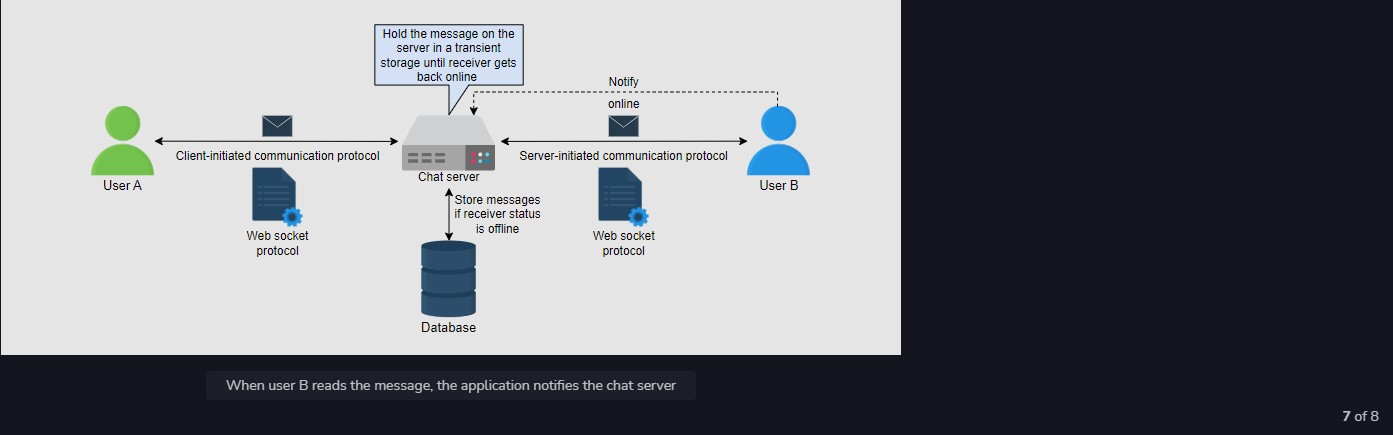 Hold the message on the
server in a transient
storage until receiver gets
back online
Notify
online
Client-initiated communication protocol
Server-initiated communication protocol
User A
Chat server
User B
Store messages
if receiver status
is offline
Web socket
protocol
Web socket
protocol
Database
When user B reads the message, the application notifies the chat server
7 of 8